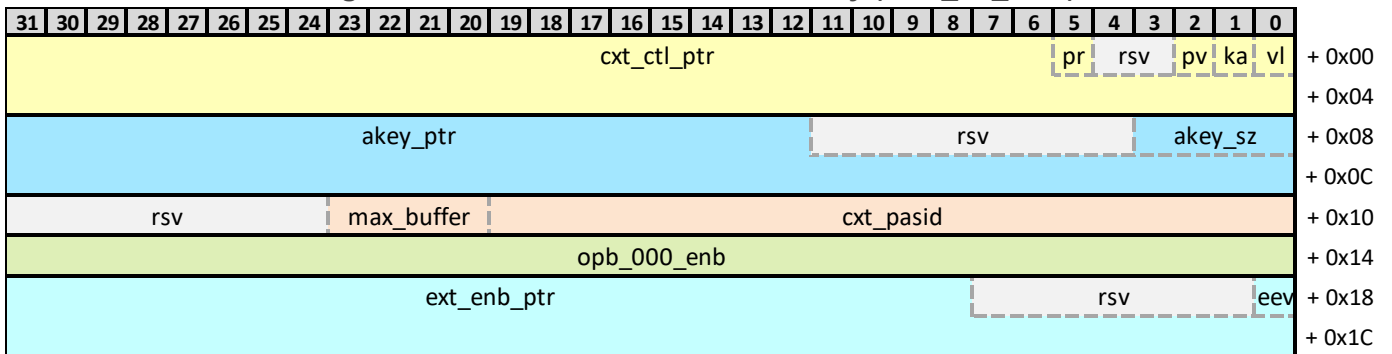 31 30 29 28 27 26 25 24 23 22 21 20 19 18 17 16 15 14 13 12 11 10 9 8 7 6 5 4 3 2 1 0
cxt_ctl_ptr pr rsv pv ka vl + 0x00
+ 0x04
akey_ptr rsv akey_sz + 0x08
+ 0x0C
rsv max_buffer cxt_pasid + 0x10
opb_000_enb + 0x14
ext_enb_ptr rsv eev + 0x18
+ 0x1C